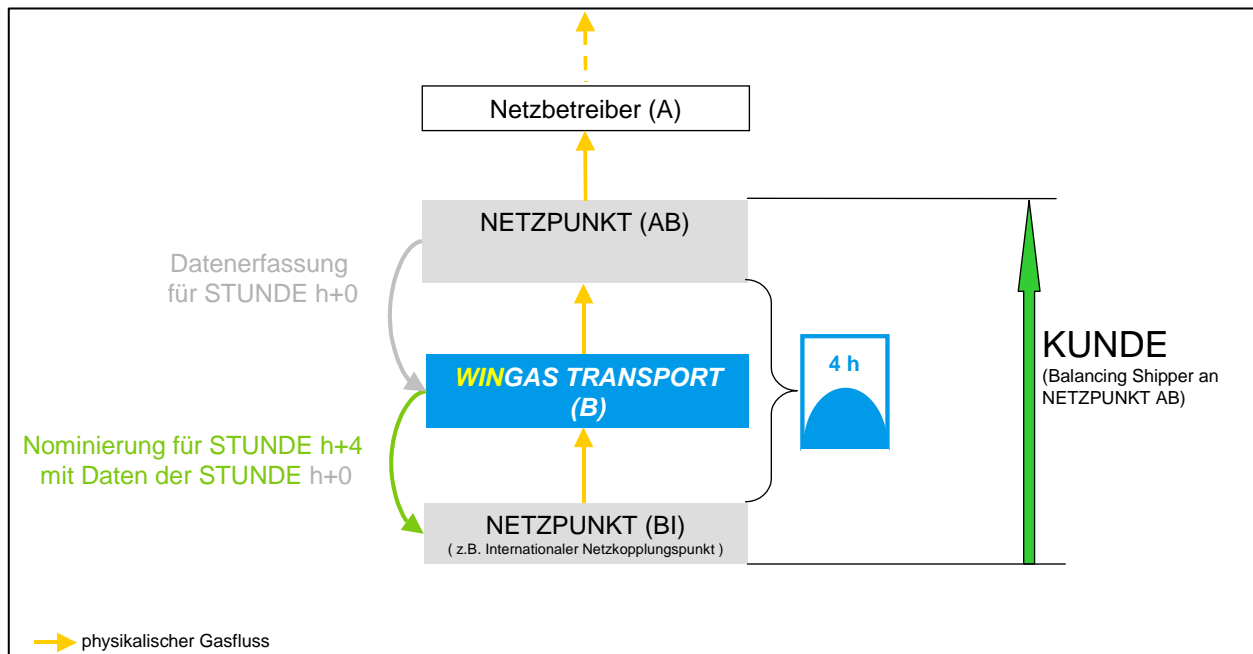 Netzbetreiber (A)
NETZPUNKT (AB)
Datenerfassung
für STUNDE h+0
WINGAS TRANSPORT
(B)
4 h
KUNDE
(Balancing Shipper an
NETZPUNKT AB)
Nominierung für STUNDE h+4
mit Daten der STUNDE h+0
NETZPUNKT (BI)
( z.B. Internationaler Netzkopplungspunkt )
physikalischer Gasfluss